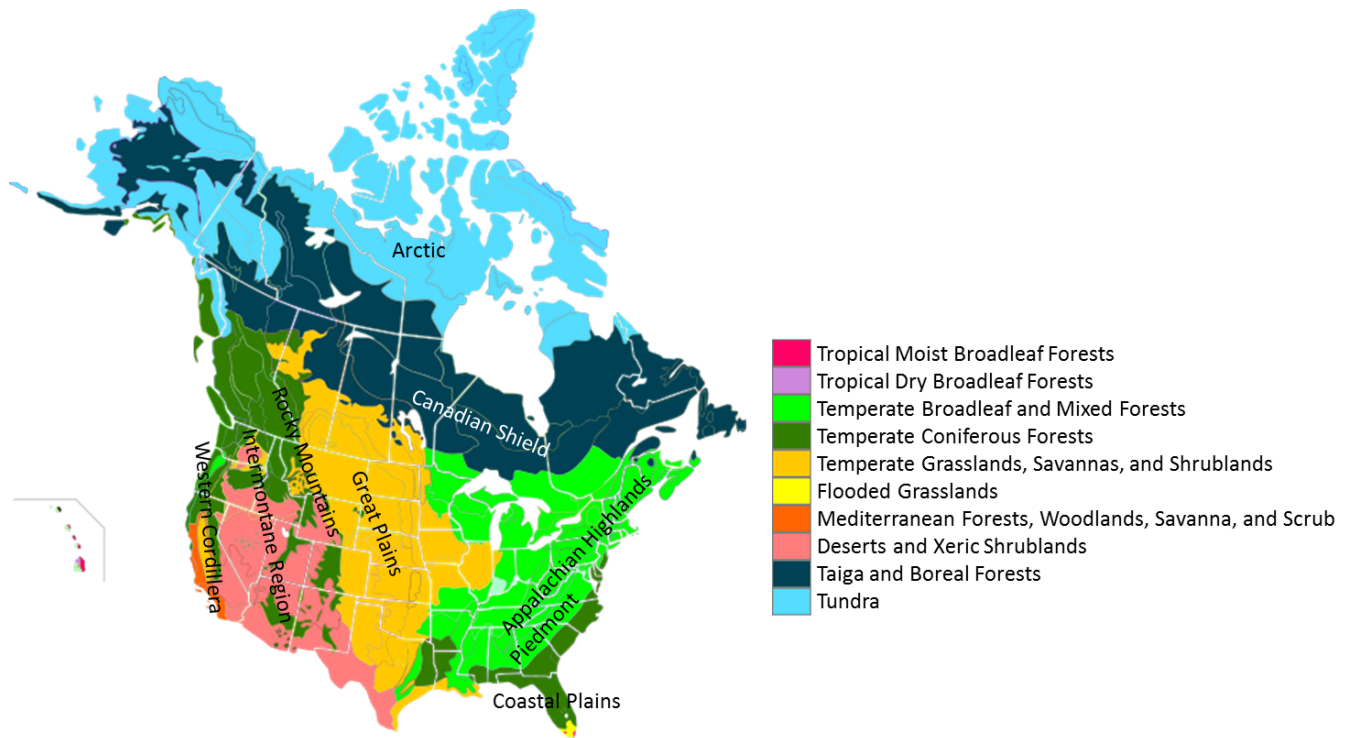 Arctic
Canadian Shield
Rocky Mountains
Intermontane Region
Western Cordillera
Great Plains
Appalachian Highlands
Piedmont
Coastal Plains
Tropical Moist Broadleaf Forests
Tropical Dry Broadleaf Forests
Temperate Broadleaf and Mixed Forests
Temperate Coniferous Forests
Temperate Grasslands, Savannas, and Shrublands
Flooded Grasslands
Mediterranean Forests, Woodlands, Savanna, and Scrub
Deserts and Xeric Shrublands
Taiga and Boreal Forests
Tundra